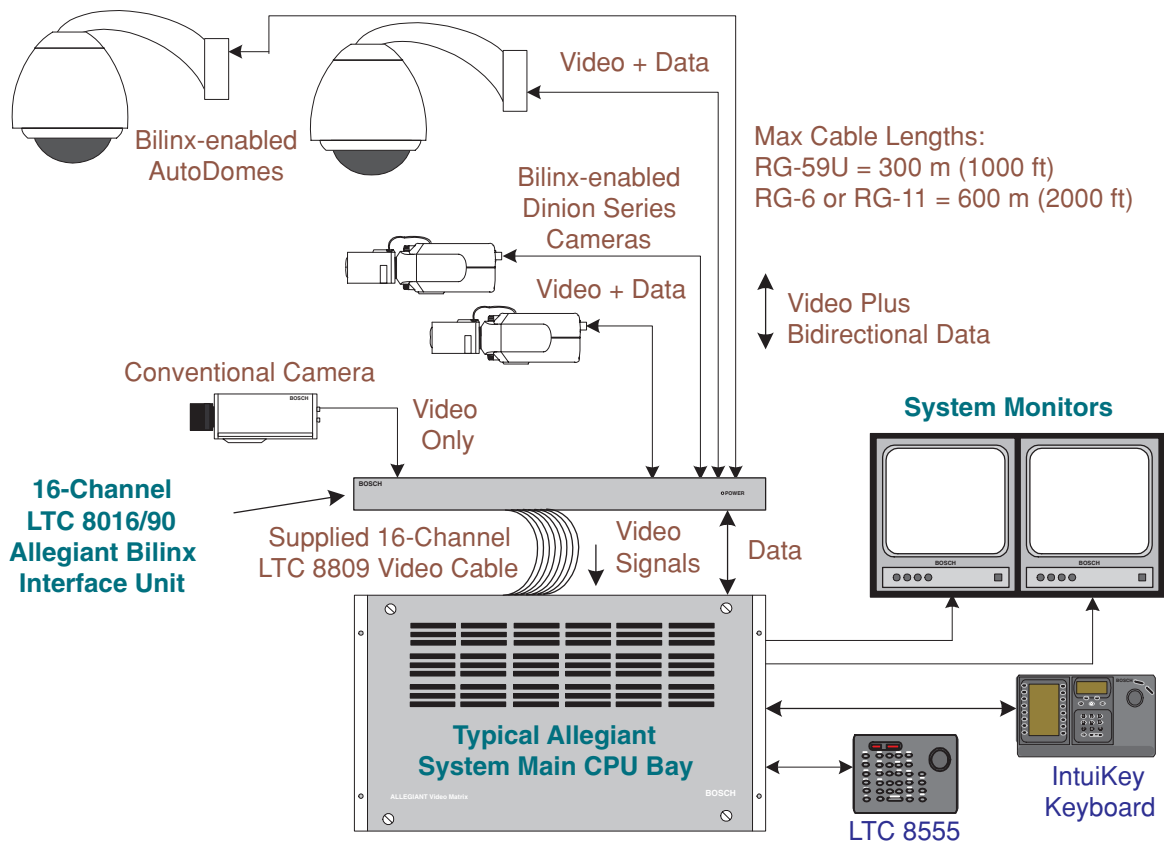 Video + Data
Bilinx-enabled
AutoDomes
Max Cable Lengths:
RG-59U = 300 m (1000 ft)
RG-6 or RG-11 = 600 m (2000 ft)
Bilinx-enabled
Dinion Series
Cameras
Video + Data
Video Plus
Bidirectional Data
Conventional Camera
BOSCH
Video
Only
System Monitors
BOSCH
BOSCH
16-Channel
LTC 8016/90
Allegiant Bilinx
Interface Unit
BOSCH
POWER
Supplied 16-Channel
LTC 8809 Video Cable
Video
Signals
Data
Typical Allegiant
System Main CPU Bay
ALLEGIANT Video Matrix
BOSCH
BOSCH
IntuiKey
Keyboard
LTC 8555